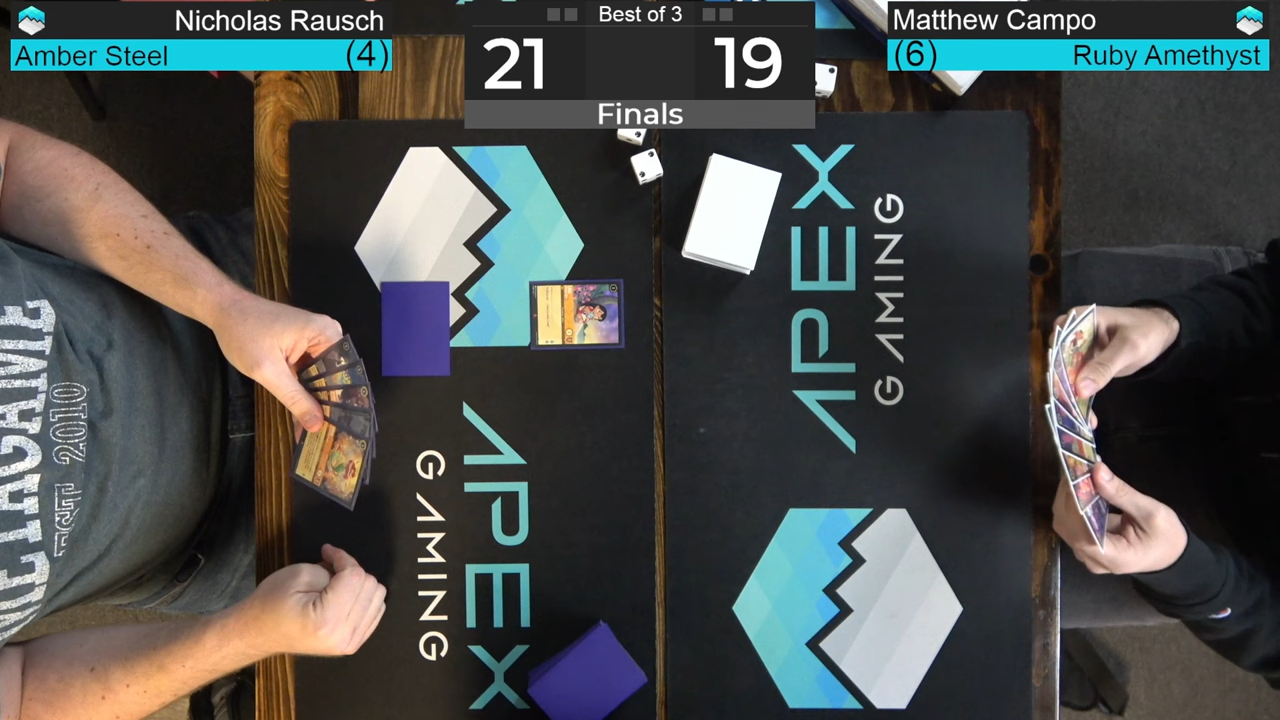 Nicholas Rausch
Amber Steel (4)
Best of 3
21 19
Finals
Matthew Campo
(6) Ruby Amethyst
APEX
GAMING
APEX
GAMING
EST 2010